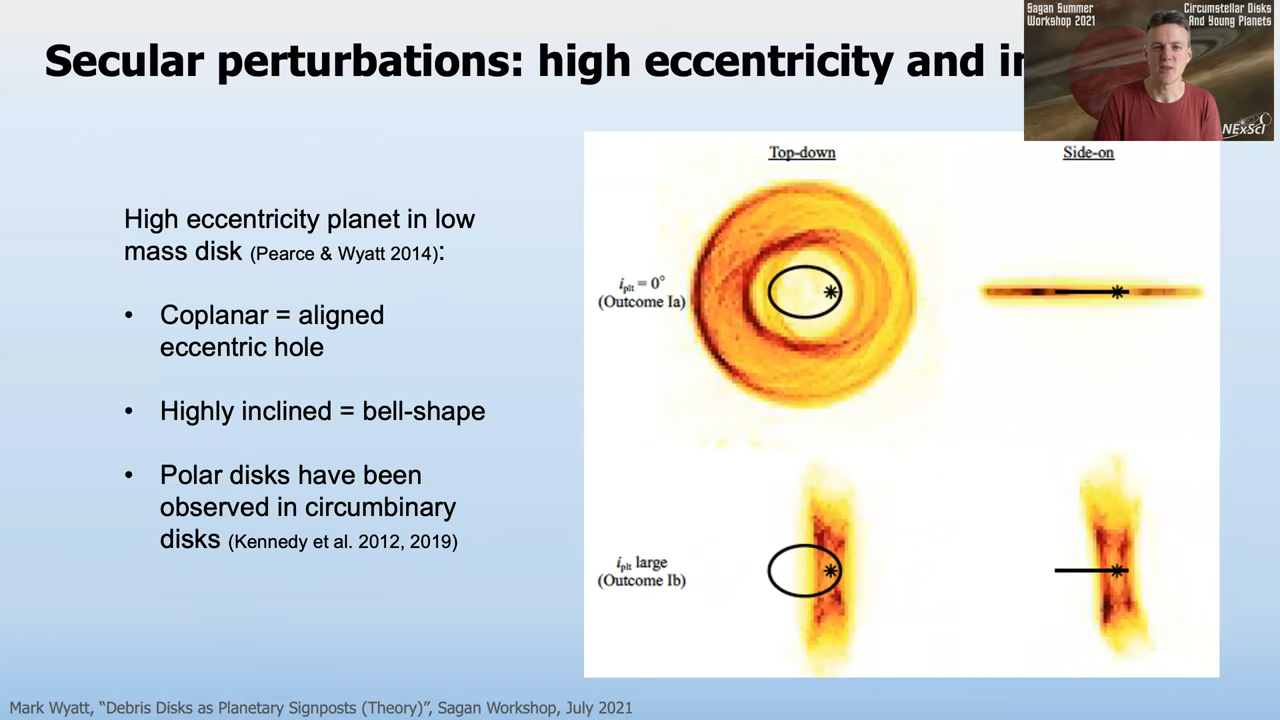 Sagan Summer
Workshop 2021
Circumstellar Disks
And Young Planets
NExScI
Secular perturbations: high eccentricity and
High eccentricity planet in low
mass disk (Pearce & Wyatt 2014):
• Coplanar = aligned
eccentric hole
• Highly inclined = bell-shape
• Polar disks have been
observed in circumbinary
disks (Kennedy et al. 2012, 2019)
Top-down
Side-on
iplt = 0°
(Outcome Ia)
iplt large
(Outcome Ib)
Mark Wyatt, “Debris Disks as Planetary Signposts (Theory)”, Sagan Workshop, July 2021